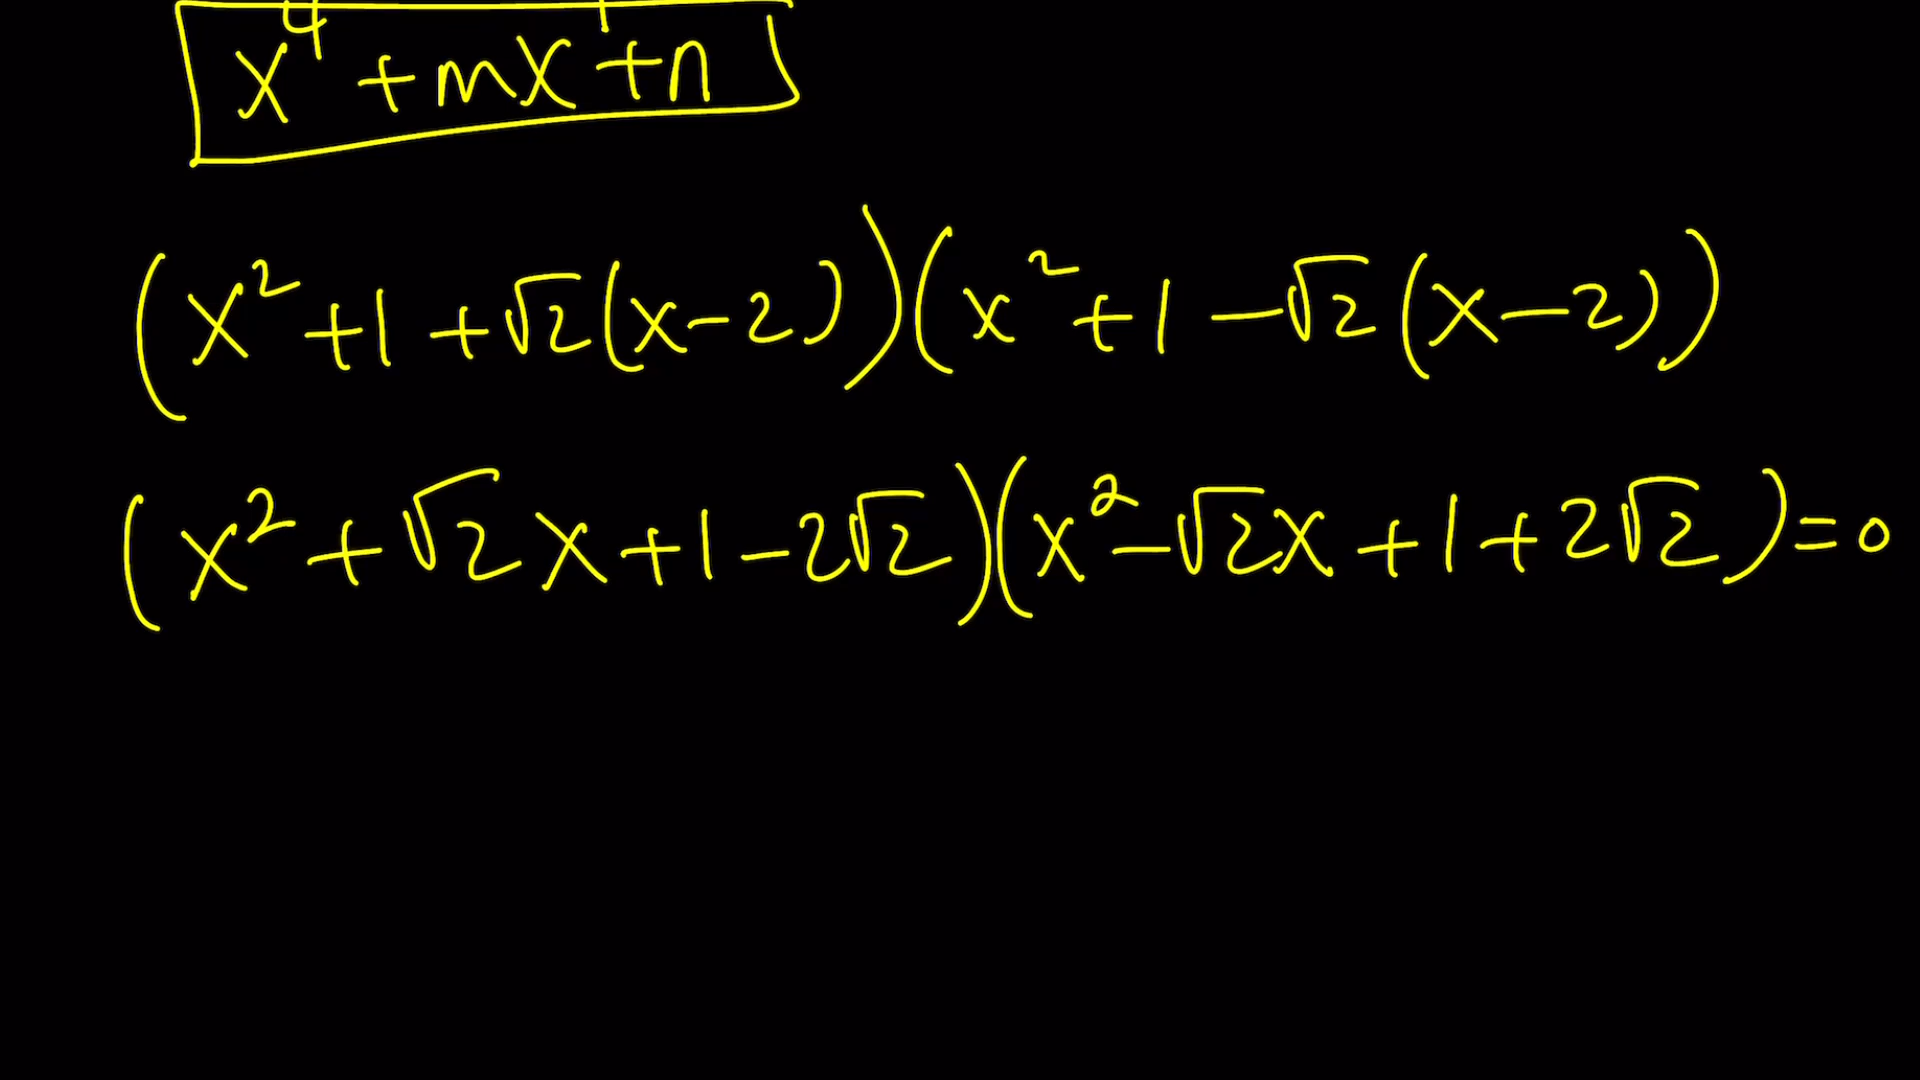 x⁴ + mx + n
(x² + 1 + √2(x - 2))(x² + 1 - √2(x - 2))
(x² + √2x + 1 - 2√2)(x² - √2x + 1 + 2√2) = 0